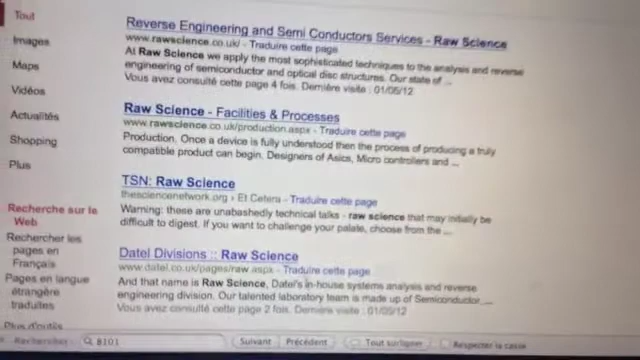 Tout
Images
Maps
Vidéos
Actualités
Shopping
Plus
Recherche sur le
Web
Rechercher les
pages en
Français
Pages en langue
étrangère
traduites
Plus d'outils
Reverse Engineering and Semi Conductors Services - Raw Science
www.rawscience.co.uk/ - Traduire cette page
At Raw Science we apply the most sophisticated techniques to the analysis and reverse
engineering of semiconductor and optical disc structures. Our state of ...
Vous avez consulté cette page 4 fois. Dernière visite : 01/05/12
Raw Science - Facilities & Processes
www.rawscience.co.uk/production.aspx - Traduire cette page
Production. Once a device is fully understood then the process of producing a truly
compatible product can begin. Designers of Asics, Micro controllers and ...
TSN: Raw Science
thesciencenetwork.org › Et Cetera - Traduire cette page
Warning: these are unabashedly technical talks - raw science that may initially be
difficult to digest. If you want to challenge your palate, choose from the ...
Datel Divisions :: Raw Science
www.datel.co.uk/pages/raw.aspx - Traduire cette page
And that name is Raw Science, Datel's in-house systems analysis and reverse
engineering division. Our talented laboratory team is made up of Semiconductor, ...
Vous avez consulté cette page 2 fois. Dernière visite : 01/05/12
Rechercher : 8101 Suivant Précédent Tout surligner Respecter la casse